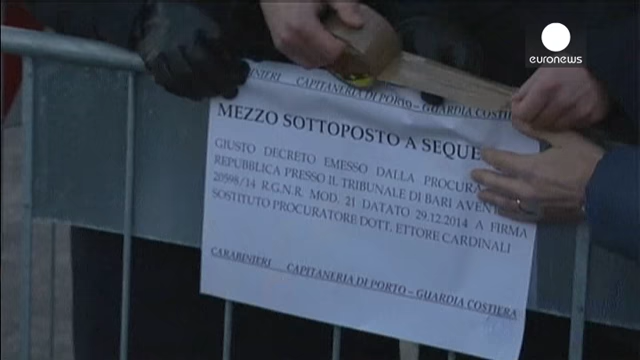 euronews
CARABINIERI CAPITANERIA DI PORTO – GUARDIA COSTIERA
MEZZO SOTTOPOSTO A SEQUE
GIUSTO DECRETO EMESSO DALLA PROCURA
REPUBBLICA PRESSO IL TRIBUNALE DI BARI AVEN
20598/14 R.G.N.R. MOD. 21 DATATO 29.12.2014 A FIRMA
SOSTITUTO PROCURATORE DOTT. ETTORE CARDINALI
CARABINIERI CAPITANERIA DI PORTO – GUARDIA COSTIERA